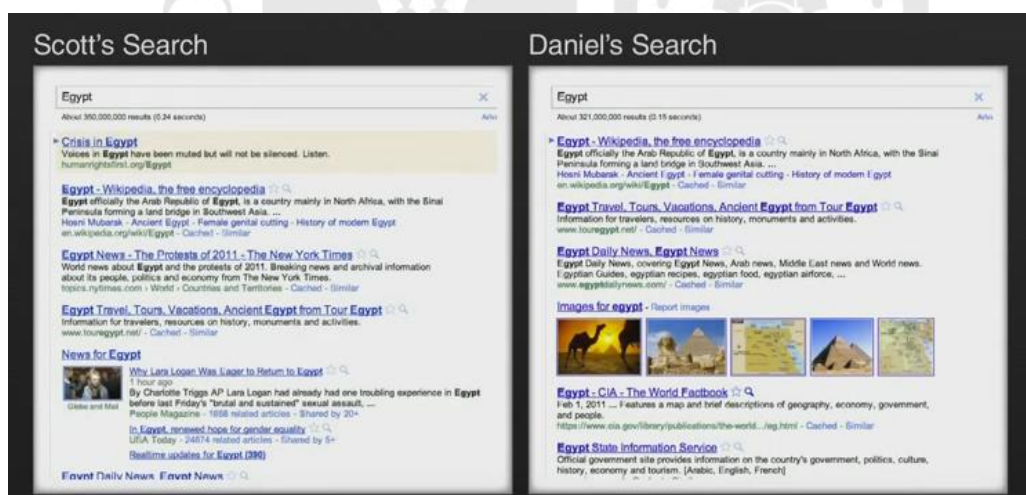 Scott's Search
Egypt
About 350,000,000 results (0.24 seconds)
Crisis in Egypt
Voices in Egypt have been muted but will not be silenced. Listen.
humanrightsfirst.org/Egypt
Egypt - Wikipedia, the free encyclopedia
Egypt officially the Arab Republic of Egypt, is a country mainly in North Africa, with the Sinai
Peninsula forming a land bridge in Southwest Asia. ...
Hosni Mubarak - Ancient Egypt - Female genital cutting - History of modern Egypt
en.wikipedia.org/wiki/Egypt - Cached - Similar
Egypt News - The Protests of 2011 - The New York Times
World news about Egypt and the protests of 2011. Breaking news and archival information
about its people, politics and economy from The New York Times.
topics.nytimes.com › World › Countries and Territories - Cached - Similar
Egypt Travel, Tours, Vacations, Ancient Egypt from Tour Egypt
Information for travelers, resources on history, monuments and activities.
www.touregypt.net/ - Cached - Similar
News for Egypt
Why Lara Logan Was Eager to Return to Egypt
1 hour ago
By Charlotte Triggs AP Lara Logan had already had one troubling experience in Egypt
before last Friday's "brutal and sustained" sexual assault, ...
People Magazine - 1658 related articles - Shared by 20+
Globe and Mail
In Egypt, renewed hope for gender equality
USA Today - 24874 related articles - Shared by 5+
Realtime updates for Egypt (390)
Egypt Daily News, Egypt News
Daniel's Search
Egypt
About 321,000,000 results (0.15 seconds)
Egypt - Wikipedia, the free encyclopedia
Egypt officially the Arab Republic of Egypt, is a country mainly in North Africa, with the Sinai
Peninsula forming a land bridge in Southwest Asia. ...
Hosni Mubarak - Ancient Egypt - Female genital cutting - History of modern Egypt
en.wikipedia.org/wiki/Egypt - Cached - Similar
Egypt Travel, Tours, Vacations, Ancient Egypt from Tour Egypt
Information for travelers, resources on history, monuments and activities.
www.touregypt.net/ - Cached - Similar
Egypt Daily News, Egypt News
Egypt Daily News, covering Egypt News, Arab news, Middle East news and World news.
Egyptian Guides, egyptian recipes, egyptian food, egyptian airforce, ...
www.egyptdailynews.com/ - Cached - Similar
Images for egypt - Report images
Egypt - CIA - The World Factbook
Feb 1, 2011 ... Features a map and brief descriptions of geography, economy, government,
and people.
https://www.cia.gov/library/publications/the-world.../eg.html - Cached - Similar
Egypt State Information Service
Official government site provides information on the country's government, politics, culture,
history, economy and tourism. [Arabic, English, French]